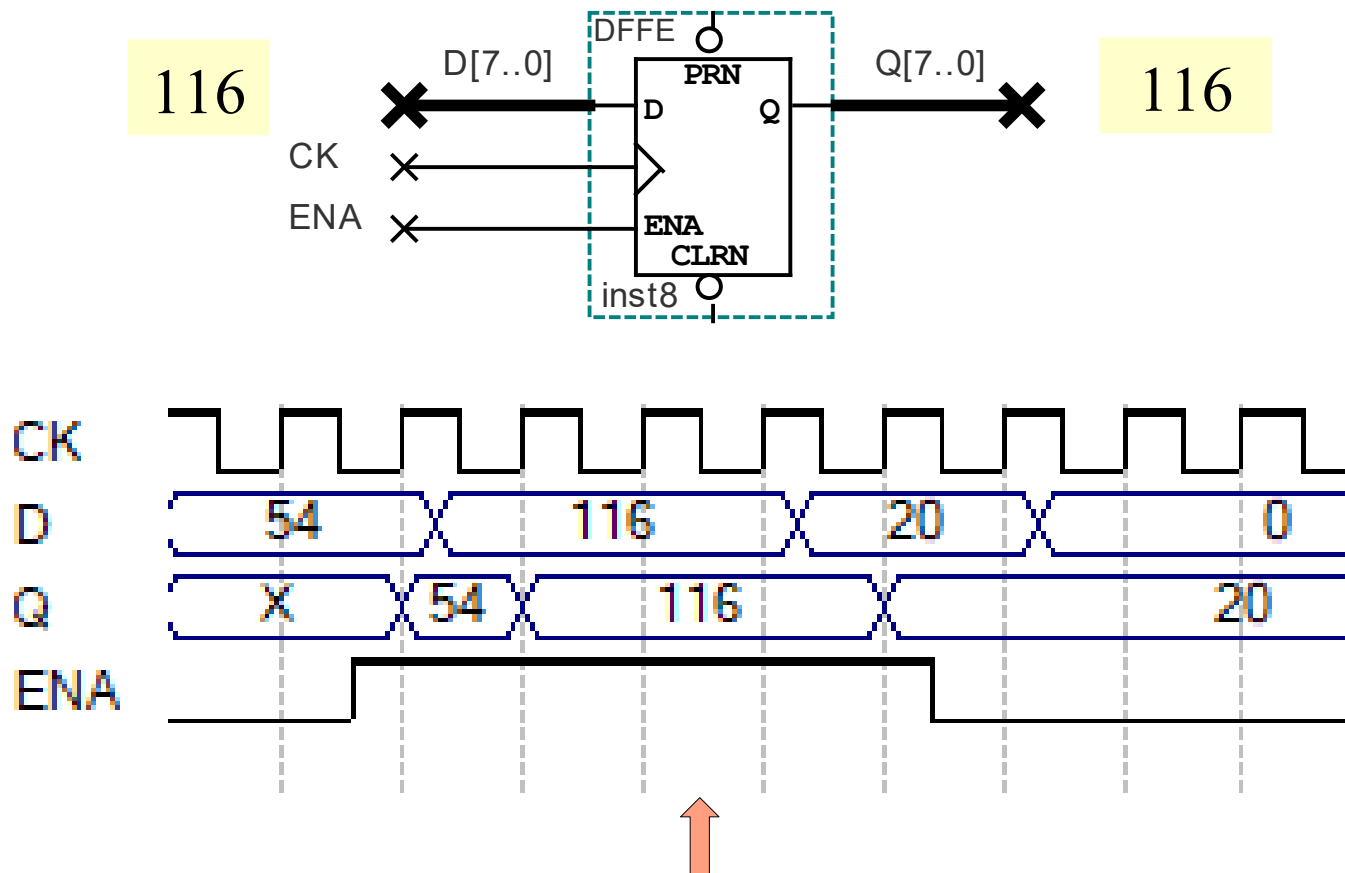 DFFE
116
D[7..0]
PRN
Q[7..0]
116
D
Q
CK
ENA
ENA
CLRN
inst8
CK
D
54
116
20
0
Q
X
54
116
20
ENA